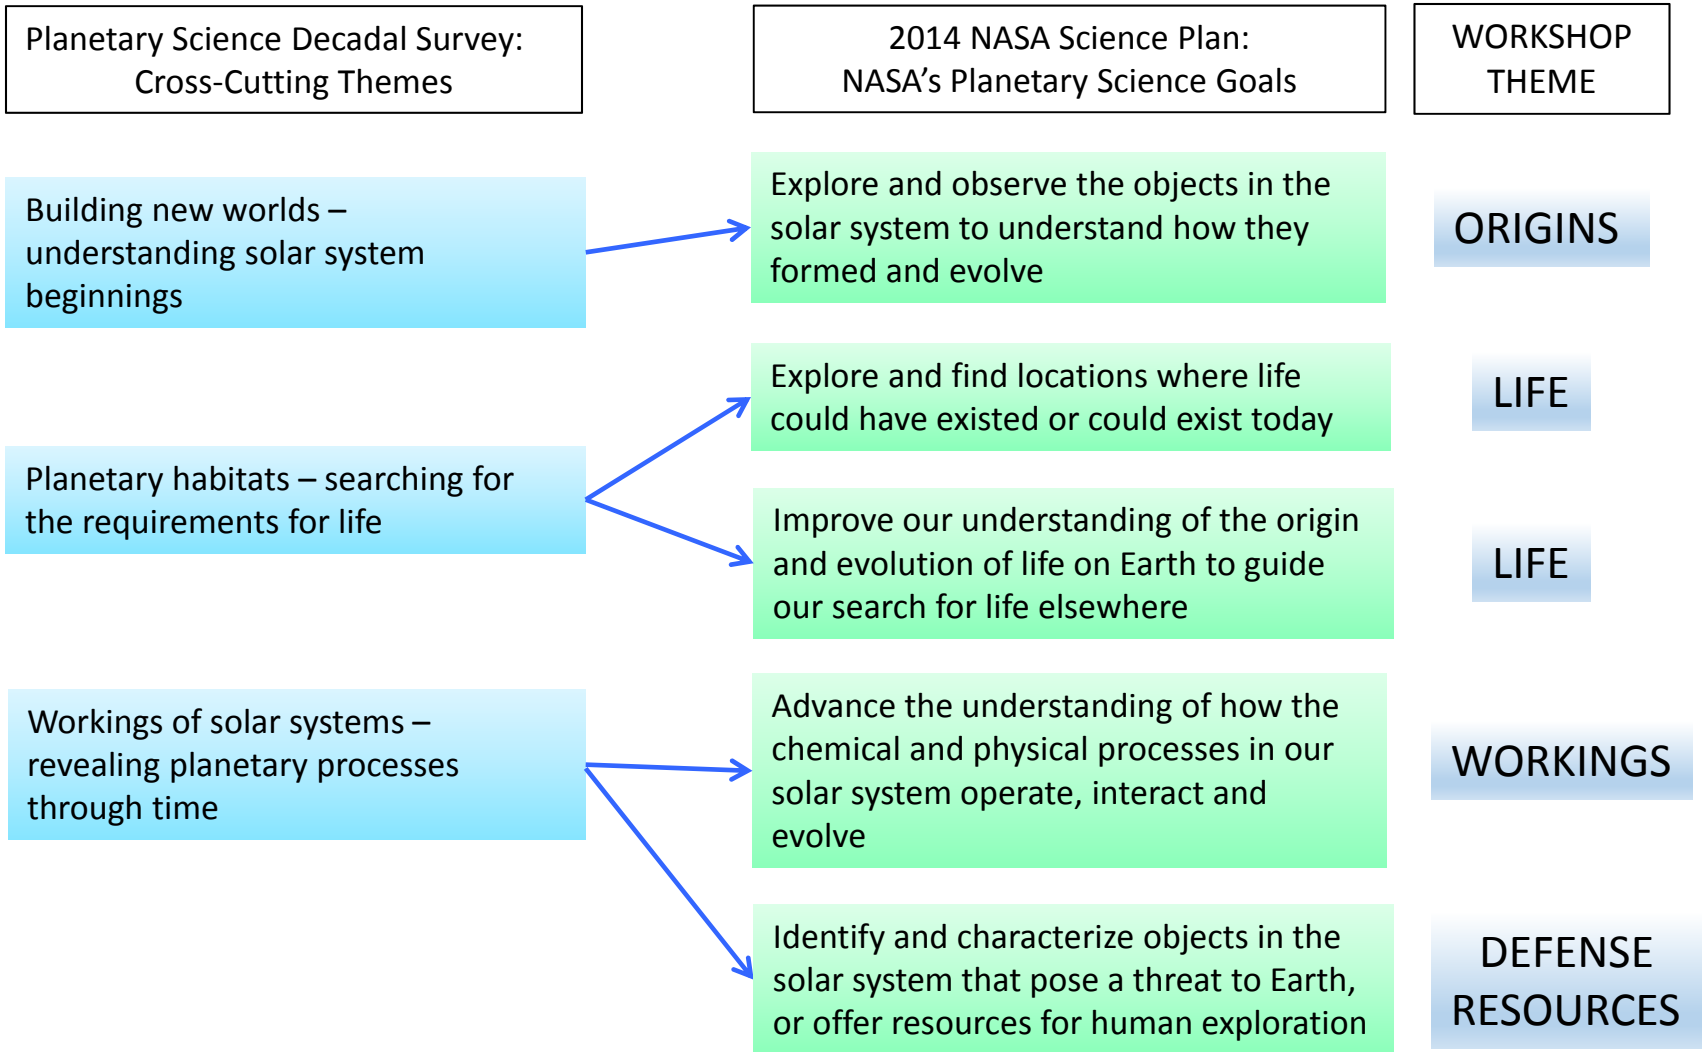 Planetary Science Decadal Survey:
Cross-Cutting Themes
2014 NASA Science Plan:
NASA’s Planetary Science Goals
WORKSHOP
THEME
Building new worlds –
understanding solar system
beginnings
Explore and observe the objects in the
solar system to understand how they
formed and evolve
ORIGINS
Planetary habitats – searching for
the requirements for life
Explore and find locations where life
could have existed or could exist today
LIFE
Improve our understanding of the origin
and evolution of life on Earth to guide
our search for life elsewhere
LIFE
Workings of solar systems –
revealing planetary processes
through time
Advance the understanding of how the
chemical and physical processes in our
solar system operate, interact and
evolve
WORKINGS
Identify and characterize objects in the
solar system that pose a threat to Earth,
or offer resources for human exploration
DEFENSE
RESOURCES